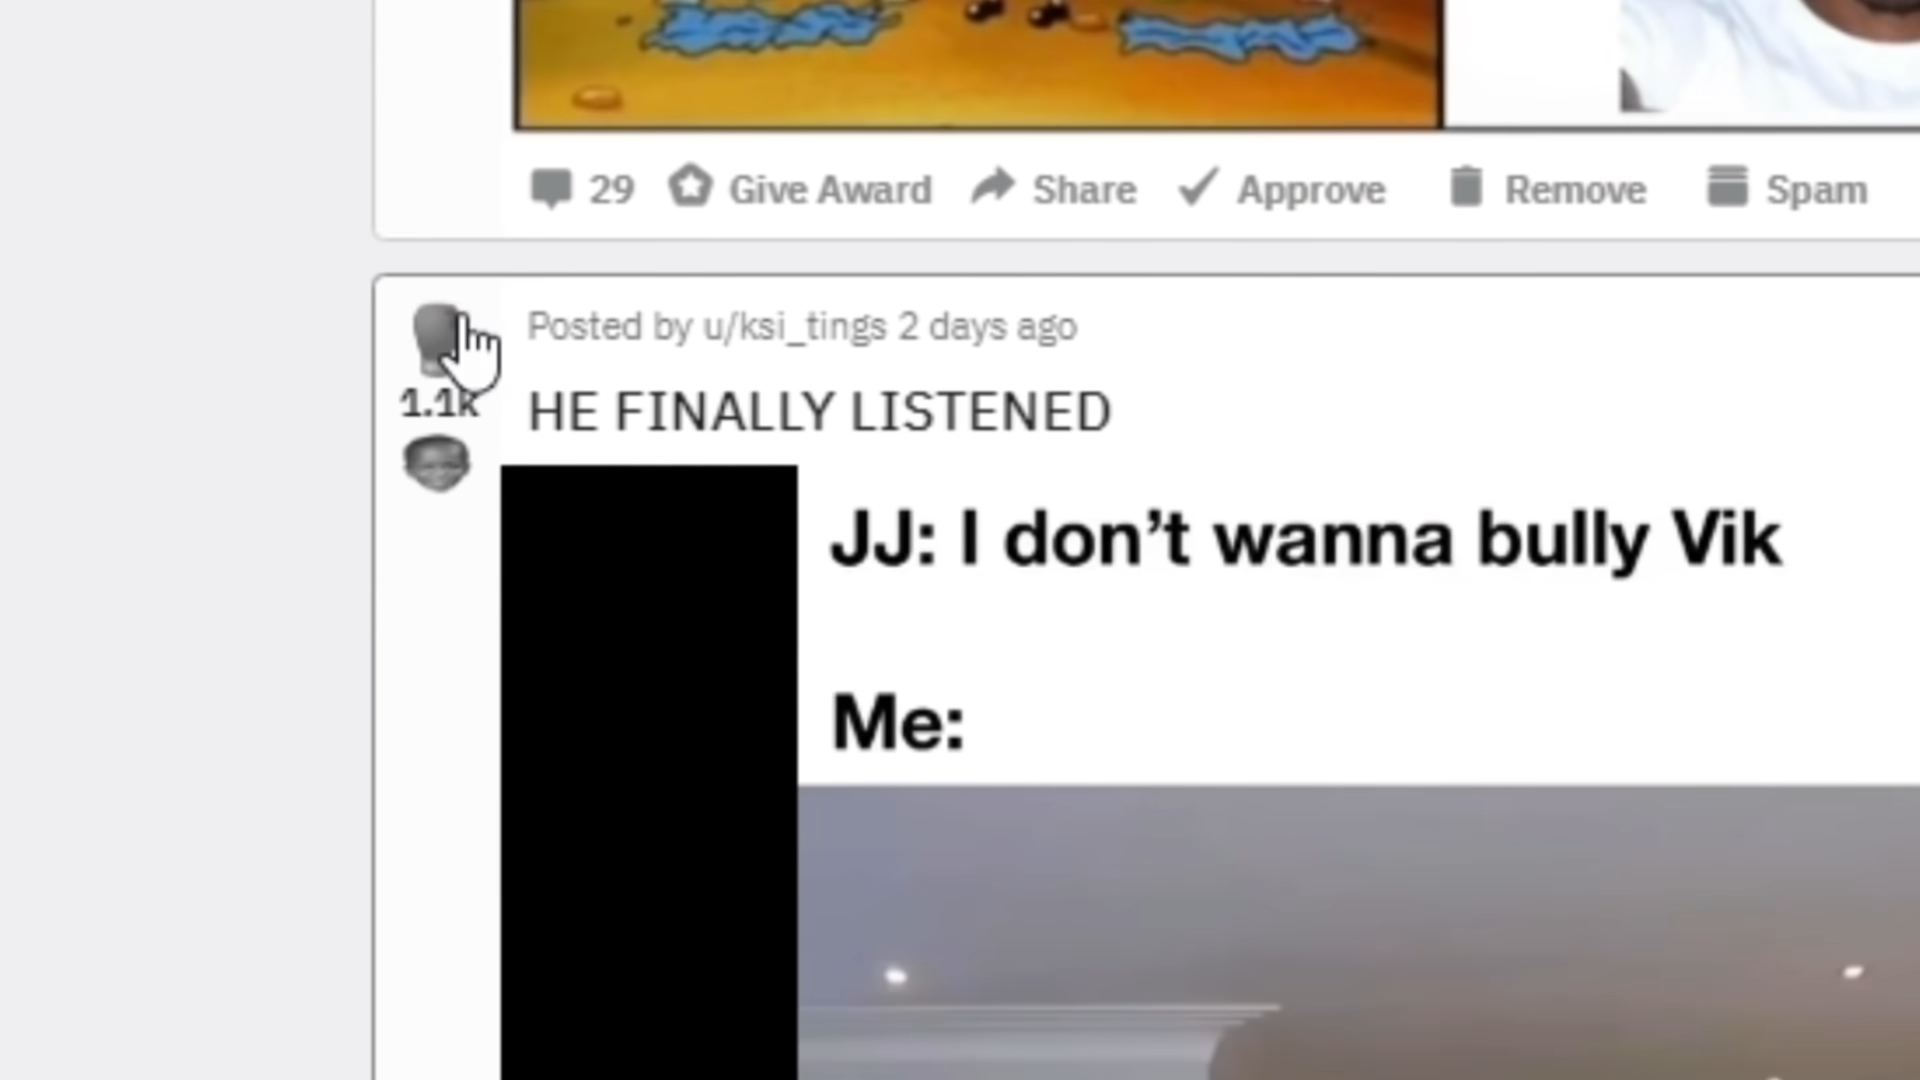 29 Give Award Share Approve Remove Spam
Posted by u/ksi_tings 2 days ago
1.1k
HE FINALLY LISTENED
JJ: I don’t wanna bully Vik
Me: